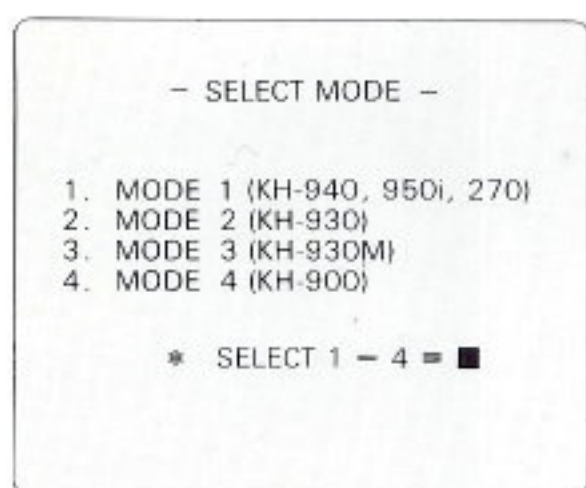 – SELECT MODE –
1. MODE 1 (KH-940, 950i, 270)
2. MODE 2 (KH-930)
3. MODE 3 (KH-930M)
4. MODE 4 (KH-900)
* SELECT 1 – 4 = ■